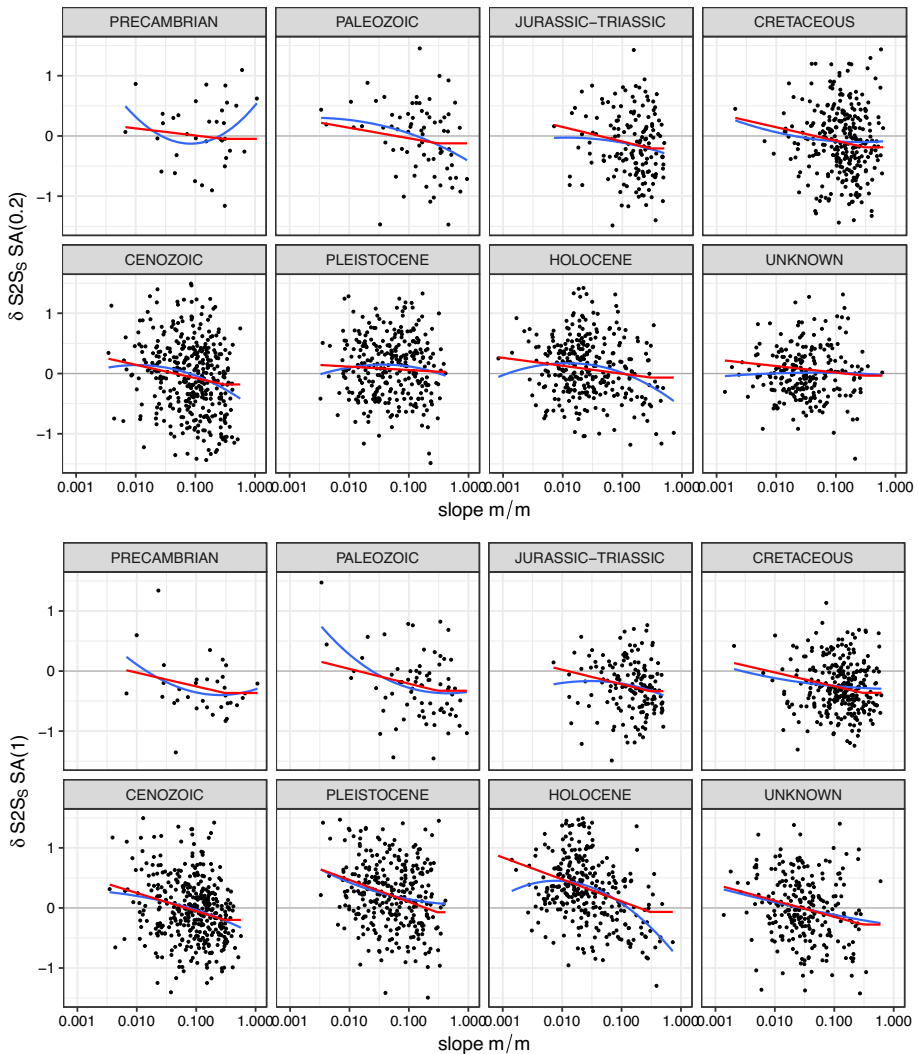 PRECAMBRIAN PALEOZOIC JURASSIC−TRIASSIC CRETACEOUS
1
0
−1
CENOZOIC PLEISTOCENE HOLOCENE UNKNOWN
1
0
−1
0.001 0.010 0.100 1.000 0.001 0.010 0.100 1.000 0.001 0.010 0.100 1.000 0.001 0.010 0.100 1.000
slope m/m
δ S2S_S SA(0.2)
PRECAMBRIAN PALEOZOIC JURASSIC−TRIASSIC CRETACEOUS
1
0
−1
CENOZOIC PLEISTOCENE HOLOCENE UNKNOWN
1
0
−1
0.001 0.010 0.100 1.000 0.001 0.010 0.100 1.000 0.001 0.010 0.100 1.000 0.001 0.010 0.100 1.000
slope m/m
δ S2S_S SA(1)